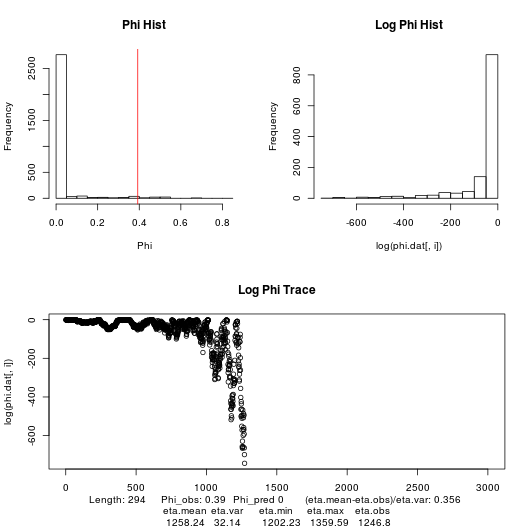 Phi Hist
Log Phi Hist
Frequency
0 500 1500 2500
0.0 0.2 0.4 0.6 0.8
Phi
Frequency
0 200 400 600 800
-600 -400 -200 0
log(phi.dat[, i])
Log Phi Trace
log(phi.dat[, i])
0 -200 -400 -600
0 500 1000 1500 2000 2500 3000
Length: 294 Phi_obs: 0.39 Phi_pred 0 (eta.mean-eta.obs)/eta.var: 0.356
eta.mean eta.var eta.min eta.max eta.obs
1258.24 32.14 1202.23 1359.59 1246.8